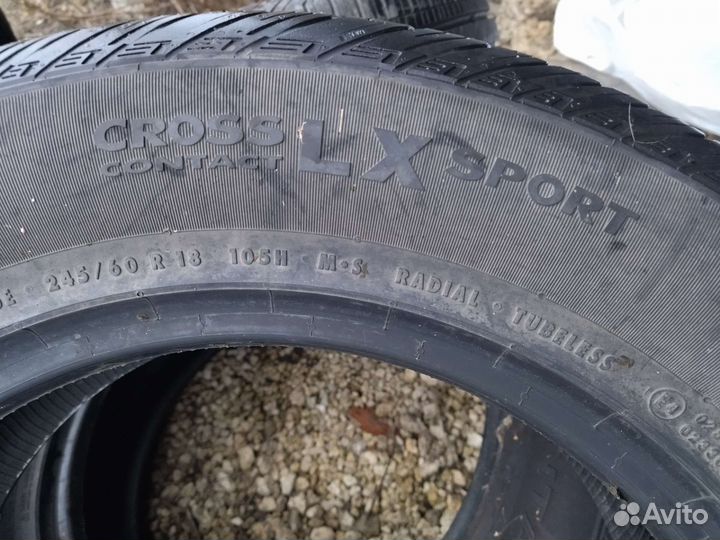 CROSS
CONTACT LX SPORT
245/60 R 18 105H M·S RADIAL · TUBELESS
Avito